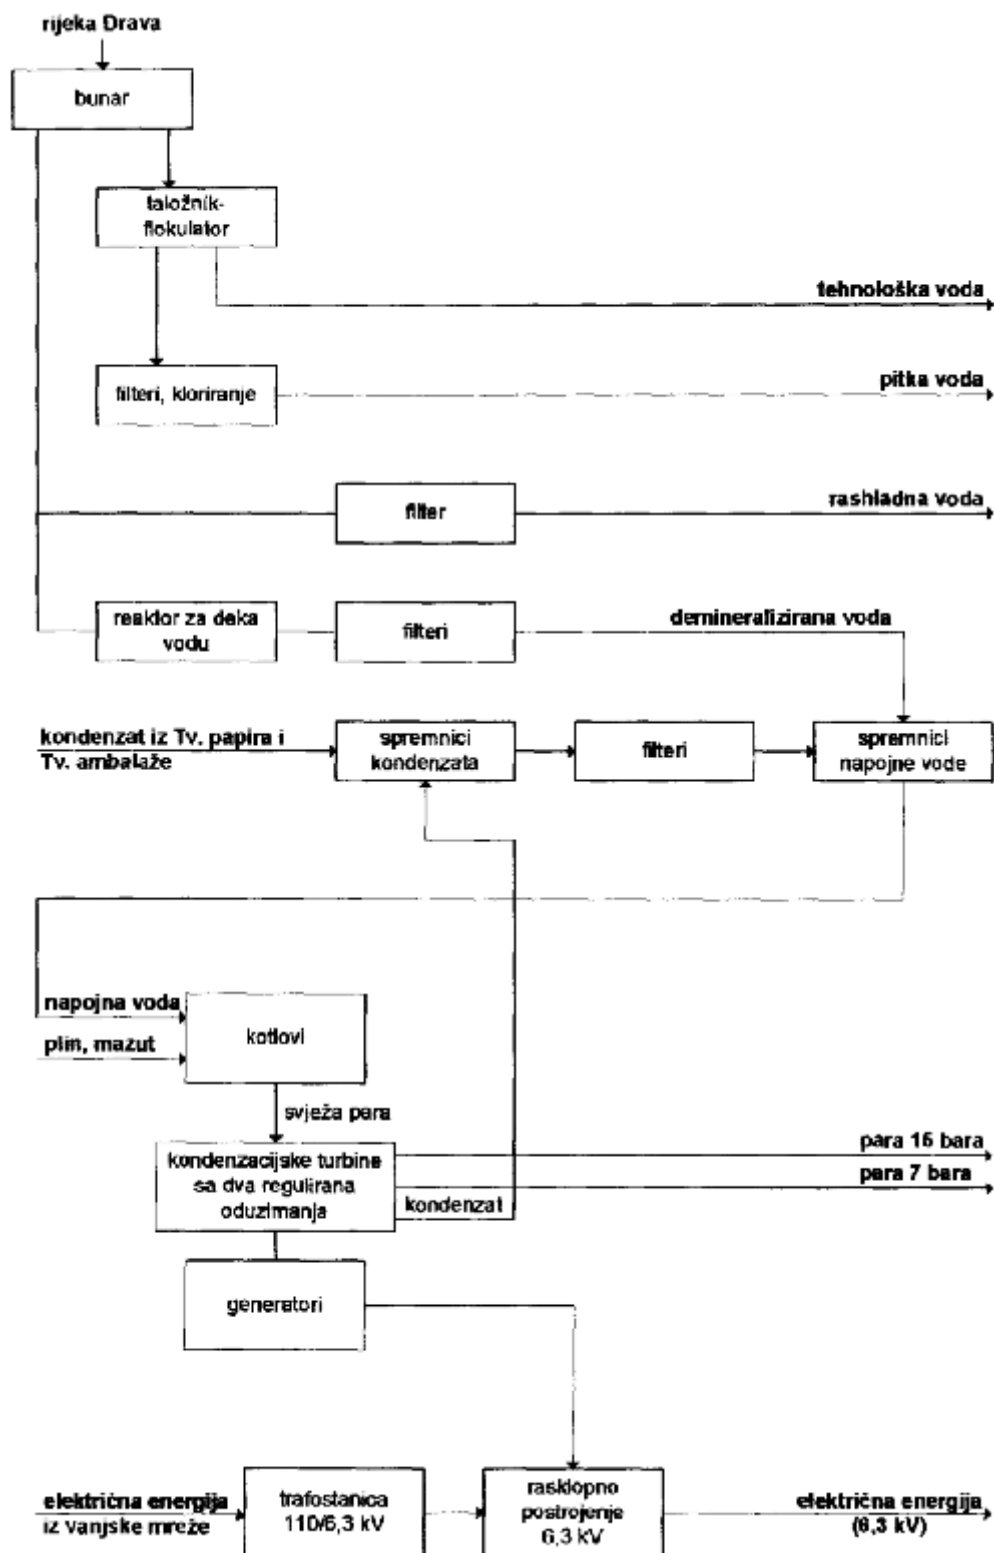 rijeka Drava
bunar
taložnik-
flokulator
tehnološka voda
filteri, kloriranje
pitka voda
filter
rashladna voda
reaktor za deka
vodu
filteri
demineralizirana voda
kondenzat iz Tv. papira i
Tv. ambalaže
spremnici
kondenzata
filteri
spremnici
napojne vode
napojna voda
plin, mazut
kotlovi
svježa para
kondenzacijske turbine
sa dva regulirana
oduzimanja
para 16 bara
para 7 bara
kondenzat
generatori
električna energija
iz vanjske mreže
trafostanica
110/6,3 kV
rasklopno
postrojenje
6,3 kV
električna energija
(6,3 kV)